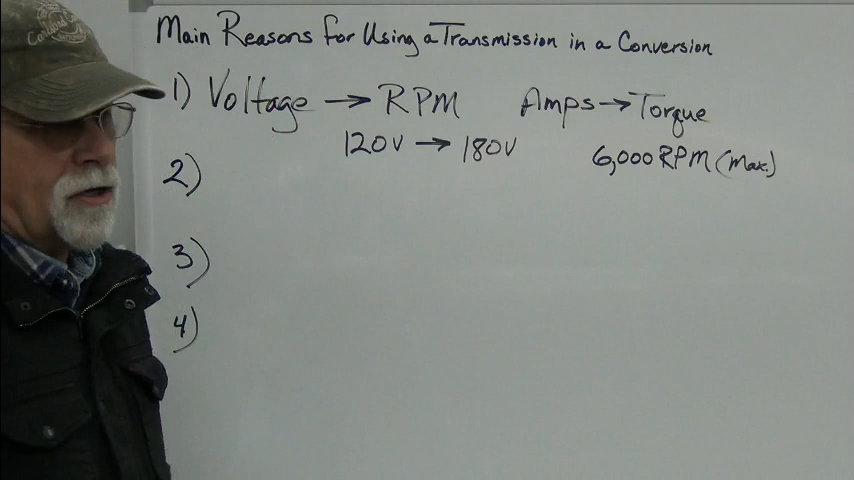 Main Reasons for Using a Transmission in a Conversion
1) Voltage → RPM Amps → Torque
120V → 180V 6,000 RPM (Max.)
2)
3)
4)